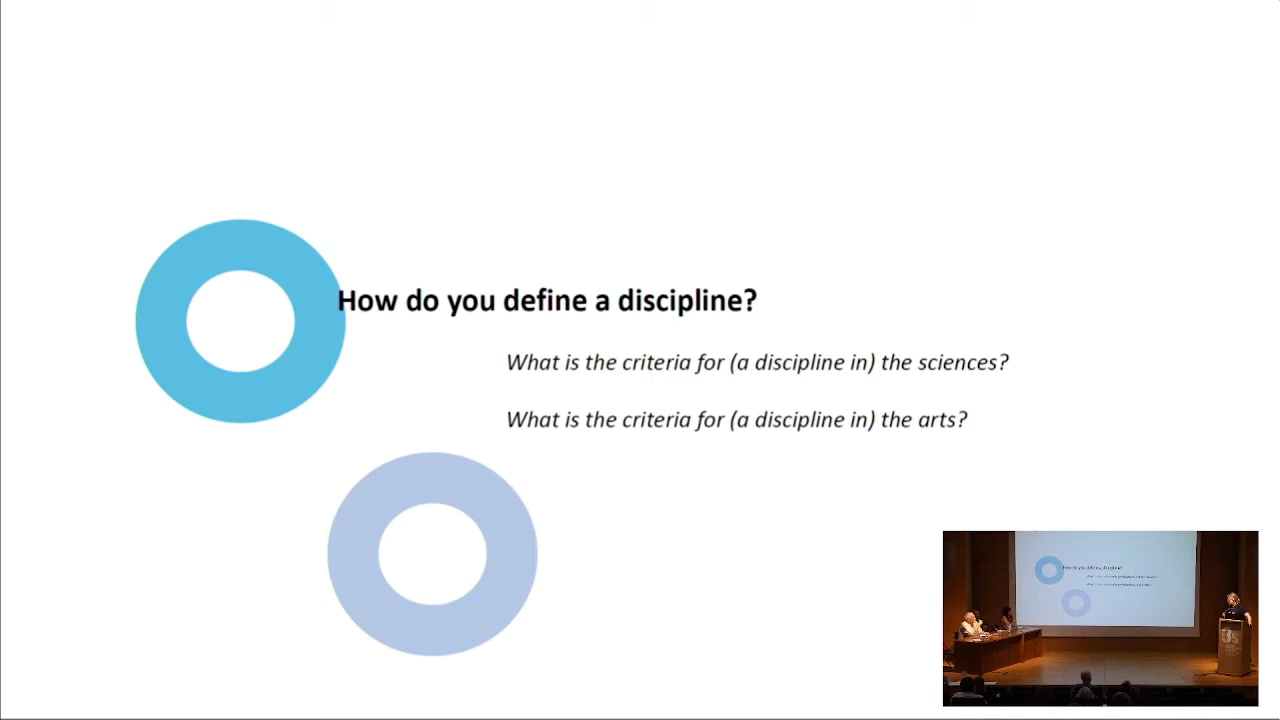 How do you define a discipline?
What is the criteria for (a discipline in) the sciences?
What is the criteria for (a discipline in) the arts?